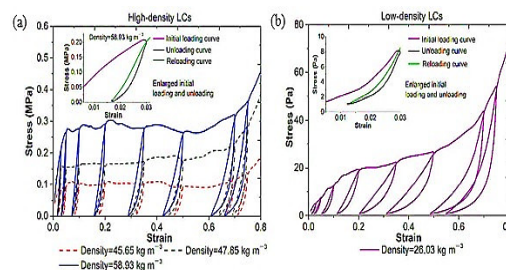 (a)
High-density LCs
Density=58.93 kg m⁻³
Initial loading curve
Unloading curve
Reloading curve
Enlarged initial
loading and unloading
Stress (MPa)
0.20
0.15
0.10
0.05
0.00
0.01 0.02 0.03
Strain
Stress (MPa)
0.6
0.5
0.4
0.3
0.2
0.1
0.0
0.0 0.2 0.4 0.6 0.8
Strain
Density=45.65 kg m⁻³
Density=47.85 kg m⁻³
Density=58.93 kg m⁻³
(b)
Low-density LCs
Initial loading curve
Unloading curve
Reloading curve
Enlarged initial
loading and unloading
Stress (Pa)
10
8
6
4
2
0
0.01 0.02 0.03
Strain
Stress (Pa)
80
60
40
20
0
0.0 0.2 0.4 0.6
Strain
Density=26.03 kg m⁻³